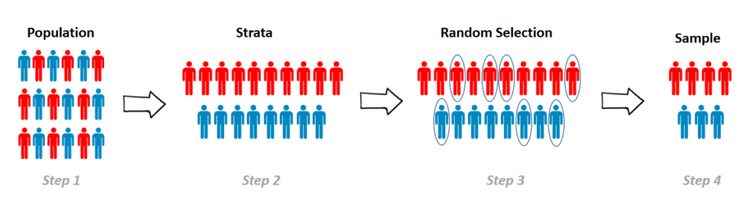 Population
Strata
Random Selection
Sample
Step 1
Step 2
Step 3
Step 4